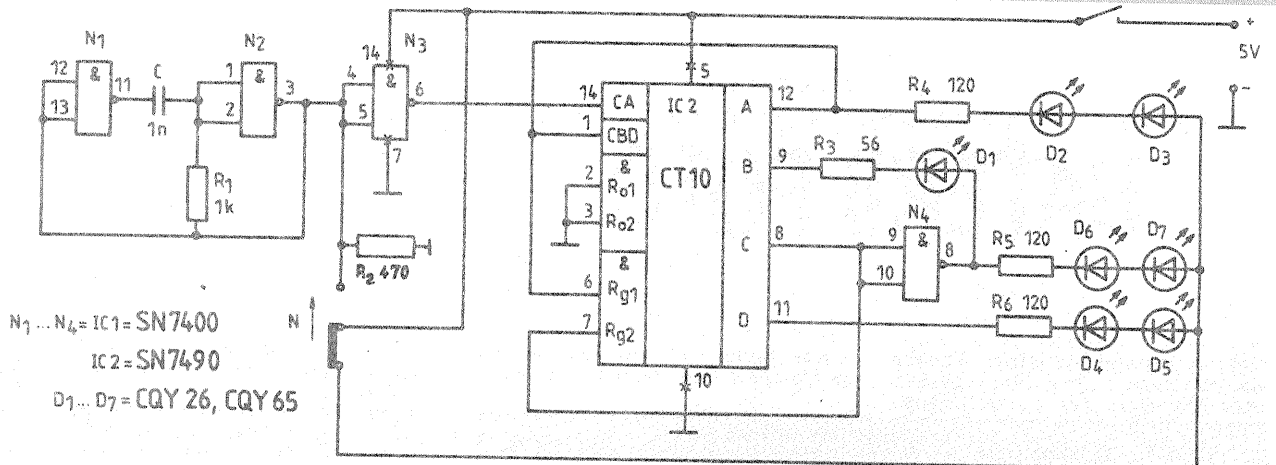 N1
&
12
13
11
C
1n
N2
&
1
2
3
R1
1k
14
N3
&
4
5
6
7
R2 470
N
N1...N4=IC1=SN7400
IC2=SN7490
D1...D7=CQY 26, CQY 65
14
CA
1
CBD
&
2
R01
3
R02
&
6
Rg1
7
Rg2
5
IC 2
CT10
10
A
12
B
9
C
8
D
11
R4 120
D2
D3
R3 56
D1
N4
&
9
10
8
R5 120
D6
D7
R6 120
D4
D5
+
5V
-